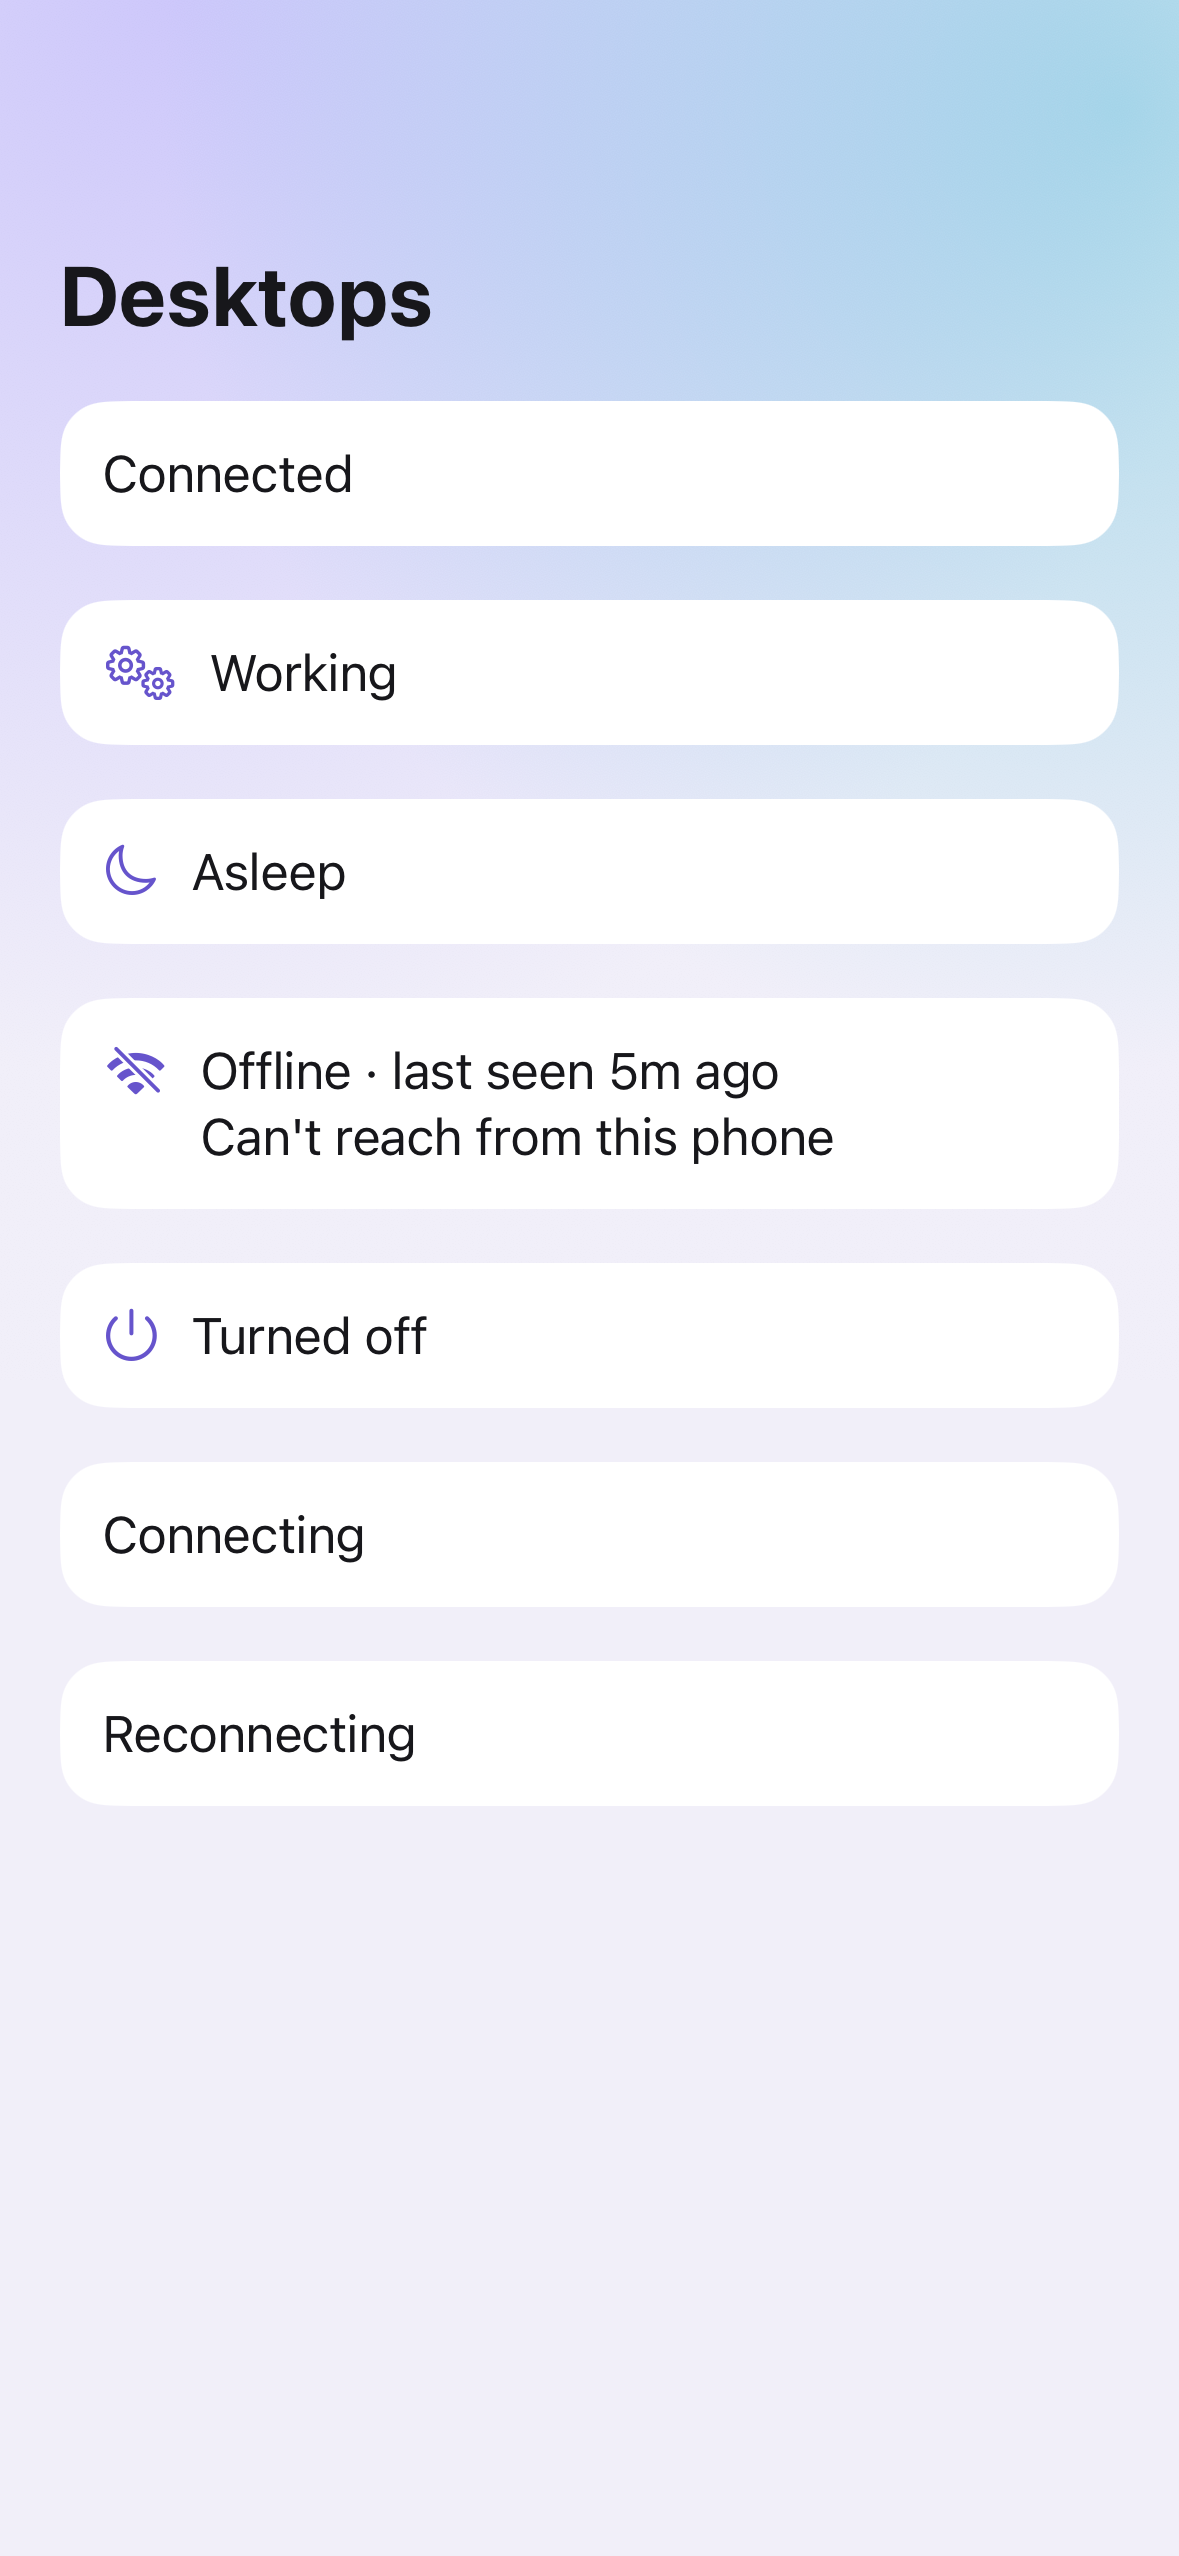 Desktops
Connected
Working
Asleep
Offline · last seen 5m ago
Can't reach from this phone
Turned off
Connecting
Reconnecting